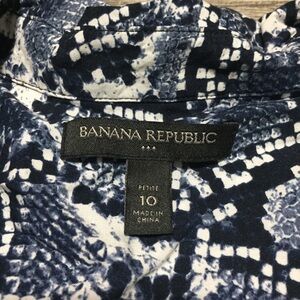 BANANA REPUBLIC
PETITE
10
MADE IN
CHINA